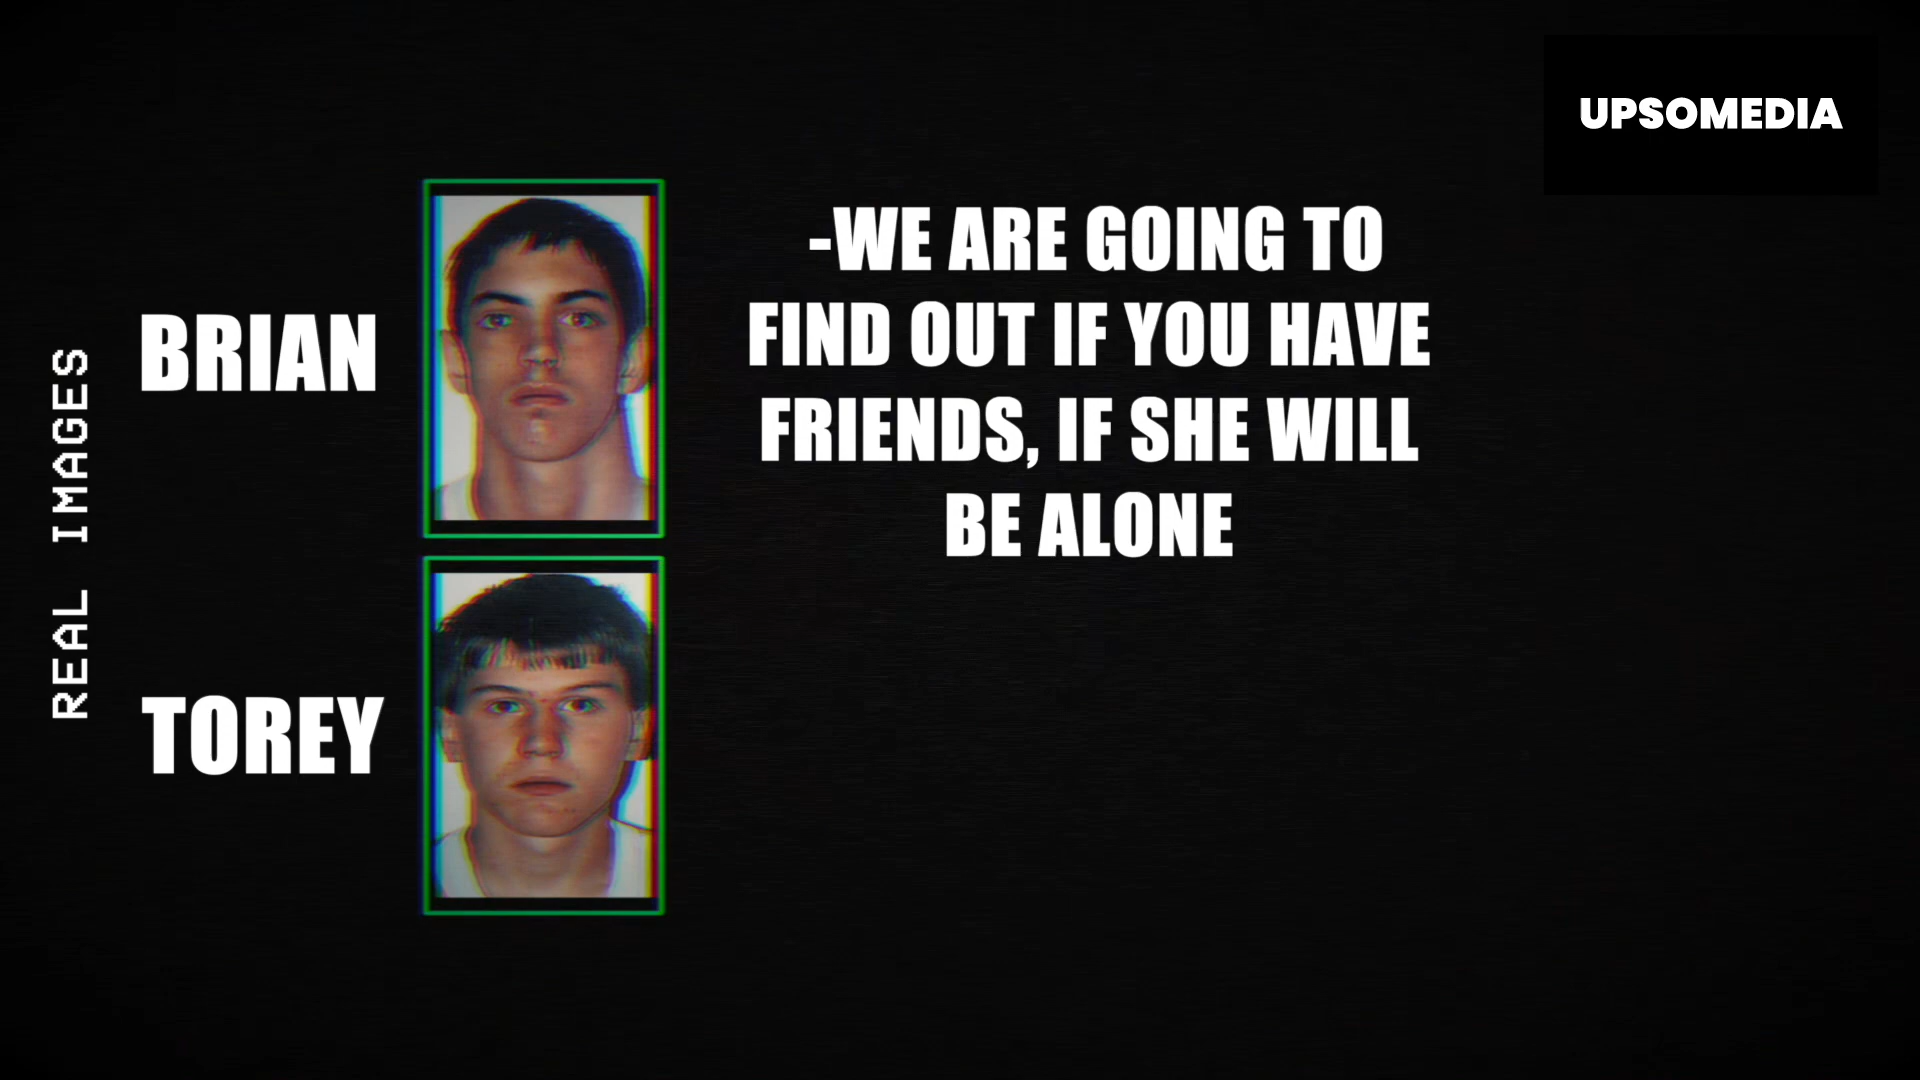 UPSOMEDIA
REAL IMAGES
BRIAN
TOREY
-WE ARE GOING TO
FIND OUT IF YOU HAVE
FRIENDS, IF SHE WILL
BE ALONE